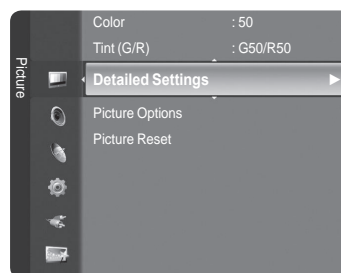 Picture
Color : 50
Tint (G/R) : G50/R50
Detailed Settings
Picture Options
Picture Reset